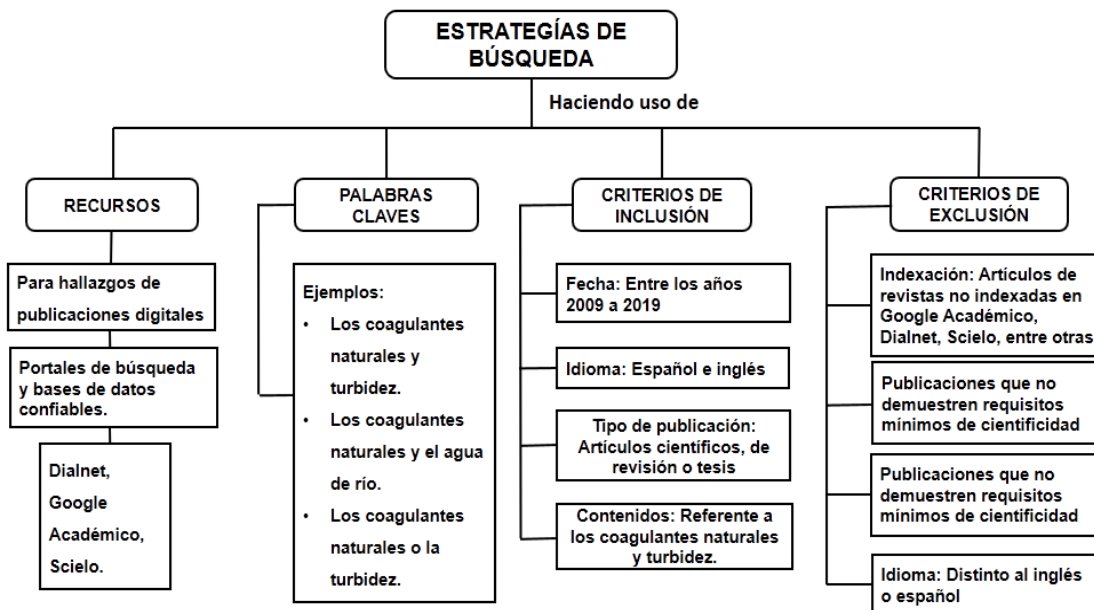 ESTRATEGÍAS DE
BÚSQUEDA
Haciendo uso de
RECURSOS
Para hallazgos de
publicaciones digitales
Portales de búsqueda
y bases de datos
confiables.
Dialnet,
Google
Académico,
Scielo.
PALABRAS
CLAVES
Ejemplos:
• Los coagulantes
naturales y
turbidez.
• Los coagulantes
naturales y el agua
de río.
• Los coagulantes
naturales o la
turbidez.
CRITERIOS DE
INCLUSIÓN
Fecha: Entre los años
2009 a 2019
Idioma: Español e inglés
Tipo de publicación:
Artículos científicos, de
revisión o tesis
Contenidos: Referente a
los coagulantes naturales
y turbidez.
CRITERIOS DE
EXCLUSIÓN
Indexación: Artículos de
revistas no indexadas en
Google Académico,
Dialnet, Scielo, entre otras
Publicaciones que no
demuestren requisitos
mínimos de cientificidad
Publicaciones que no
demuestren requisitos
mínimos de cientificidad
Idioma: Distinto al inglés
o español